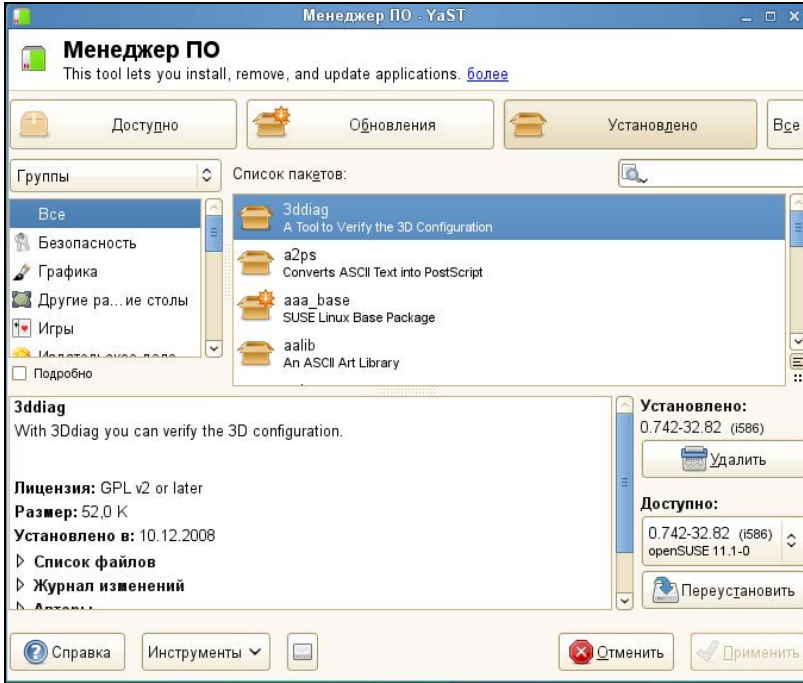 Менеджер ПО - YaST
Менеджер ПО
This tool lets you install, remove, and update applications. более
Доступно
Обновления
Установлено
Все
Группы
Список пакетов:
Все
Безопасность
Графика
Другие ра...ие столы
Игры
Издательское дело
Подробно
3ddiag
A Tool to Verify the 3D Configuration
a2ps
Converts ASCII Text into PostScript
aaa_base
SUSE Linux Base Package
aalib
An ASCII Art Library
3ddiag
With 3Ddiag you can verify the 3D configuration.
Лицензия: GPL v2 or later
Размер: 52,0 K
Установлено в: 10.12.2008
Список файлов
Журнал изменений
Авторы
Установлено:
0.742-32.82 (i586)
Удалить
Доступно:
0.742-32.82 (i586)
openSUSE 11.1-0
Переустановить
Справка
Инструменты
Отменить
Применить